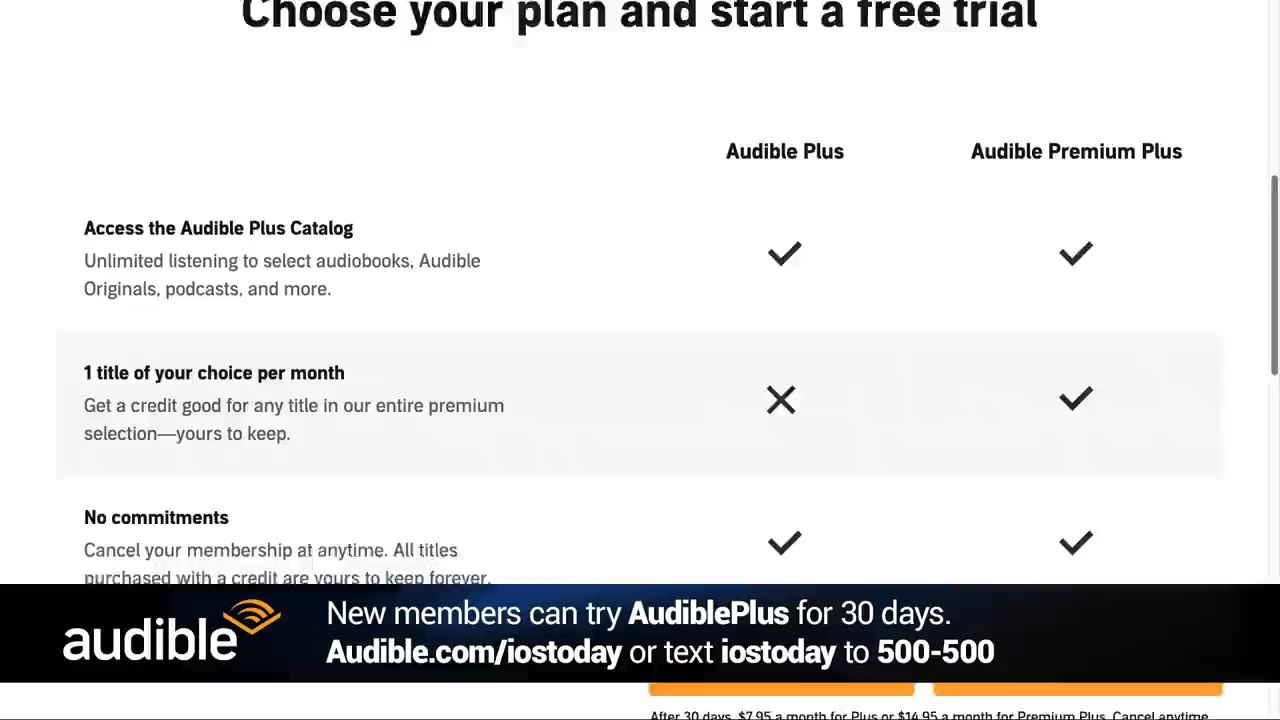 Choose your plan and start a free trial
Audible Plus
Audible Premium Plus
Access the Audible Plus Catalog
Unlimited listening to select audiobooks, Audible
Originals, podcasts, and more.
1 title of your choice per month
Get a credit good for any title in our entire premium
selection—yours to keep.
No commitments
Cancel your membership at anytime. All titles
purchased with a credit are yours to keep forever.
audible
New members can try AudiblePlus for 30 days.
Audible.com/iostoday or text iostoday to 500-500
After 30 days, $7.95 a month for Plus or $14.95 a month for Premium Plus. Cancel anytime.